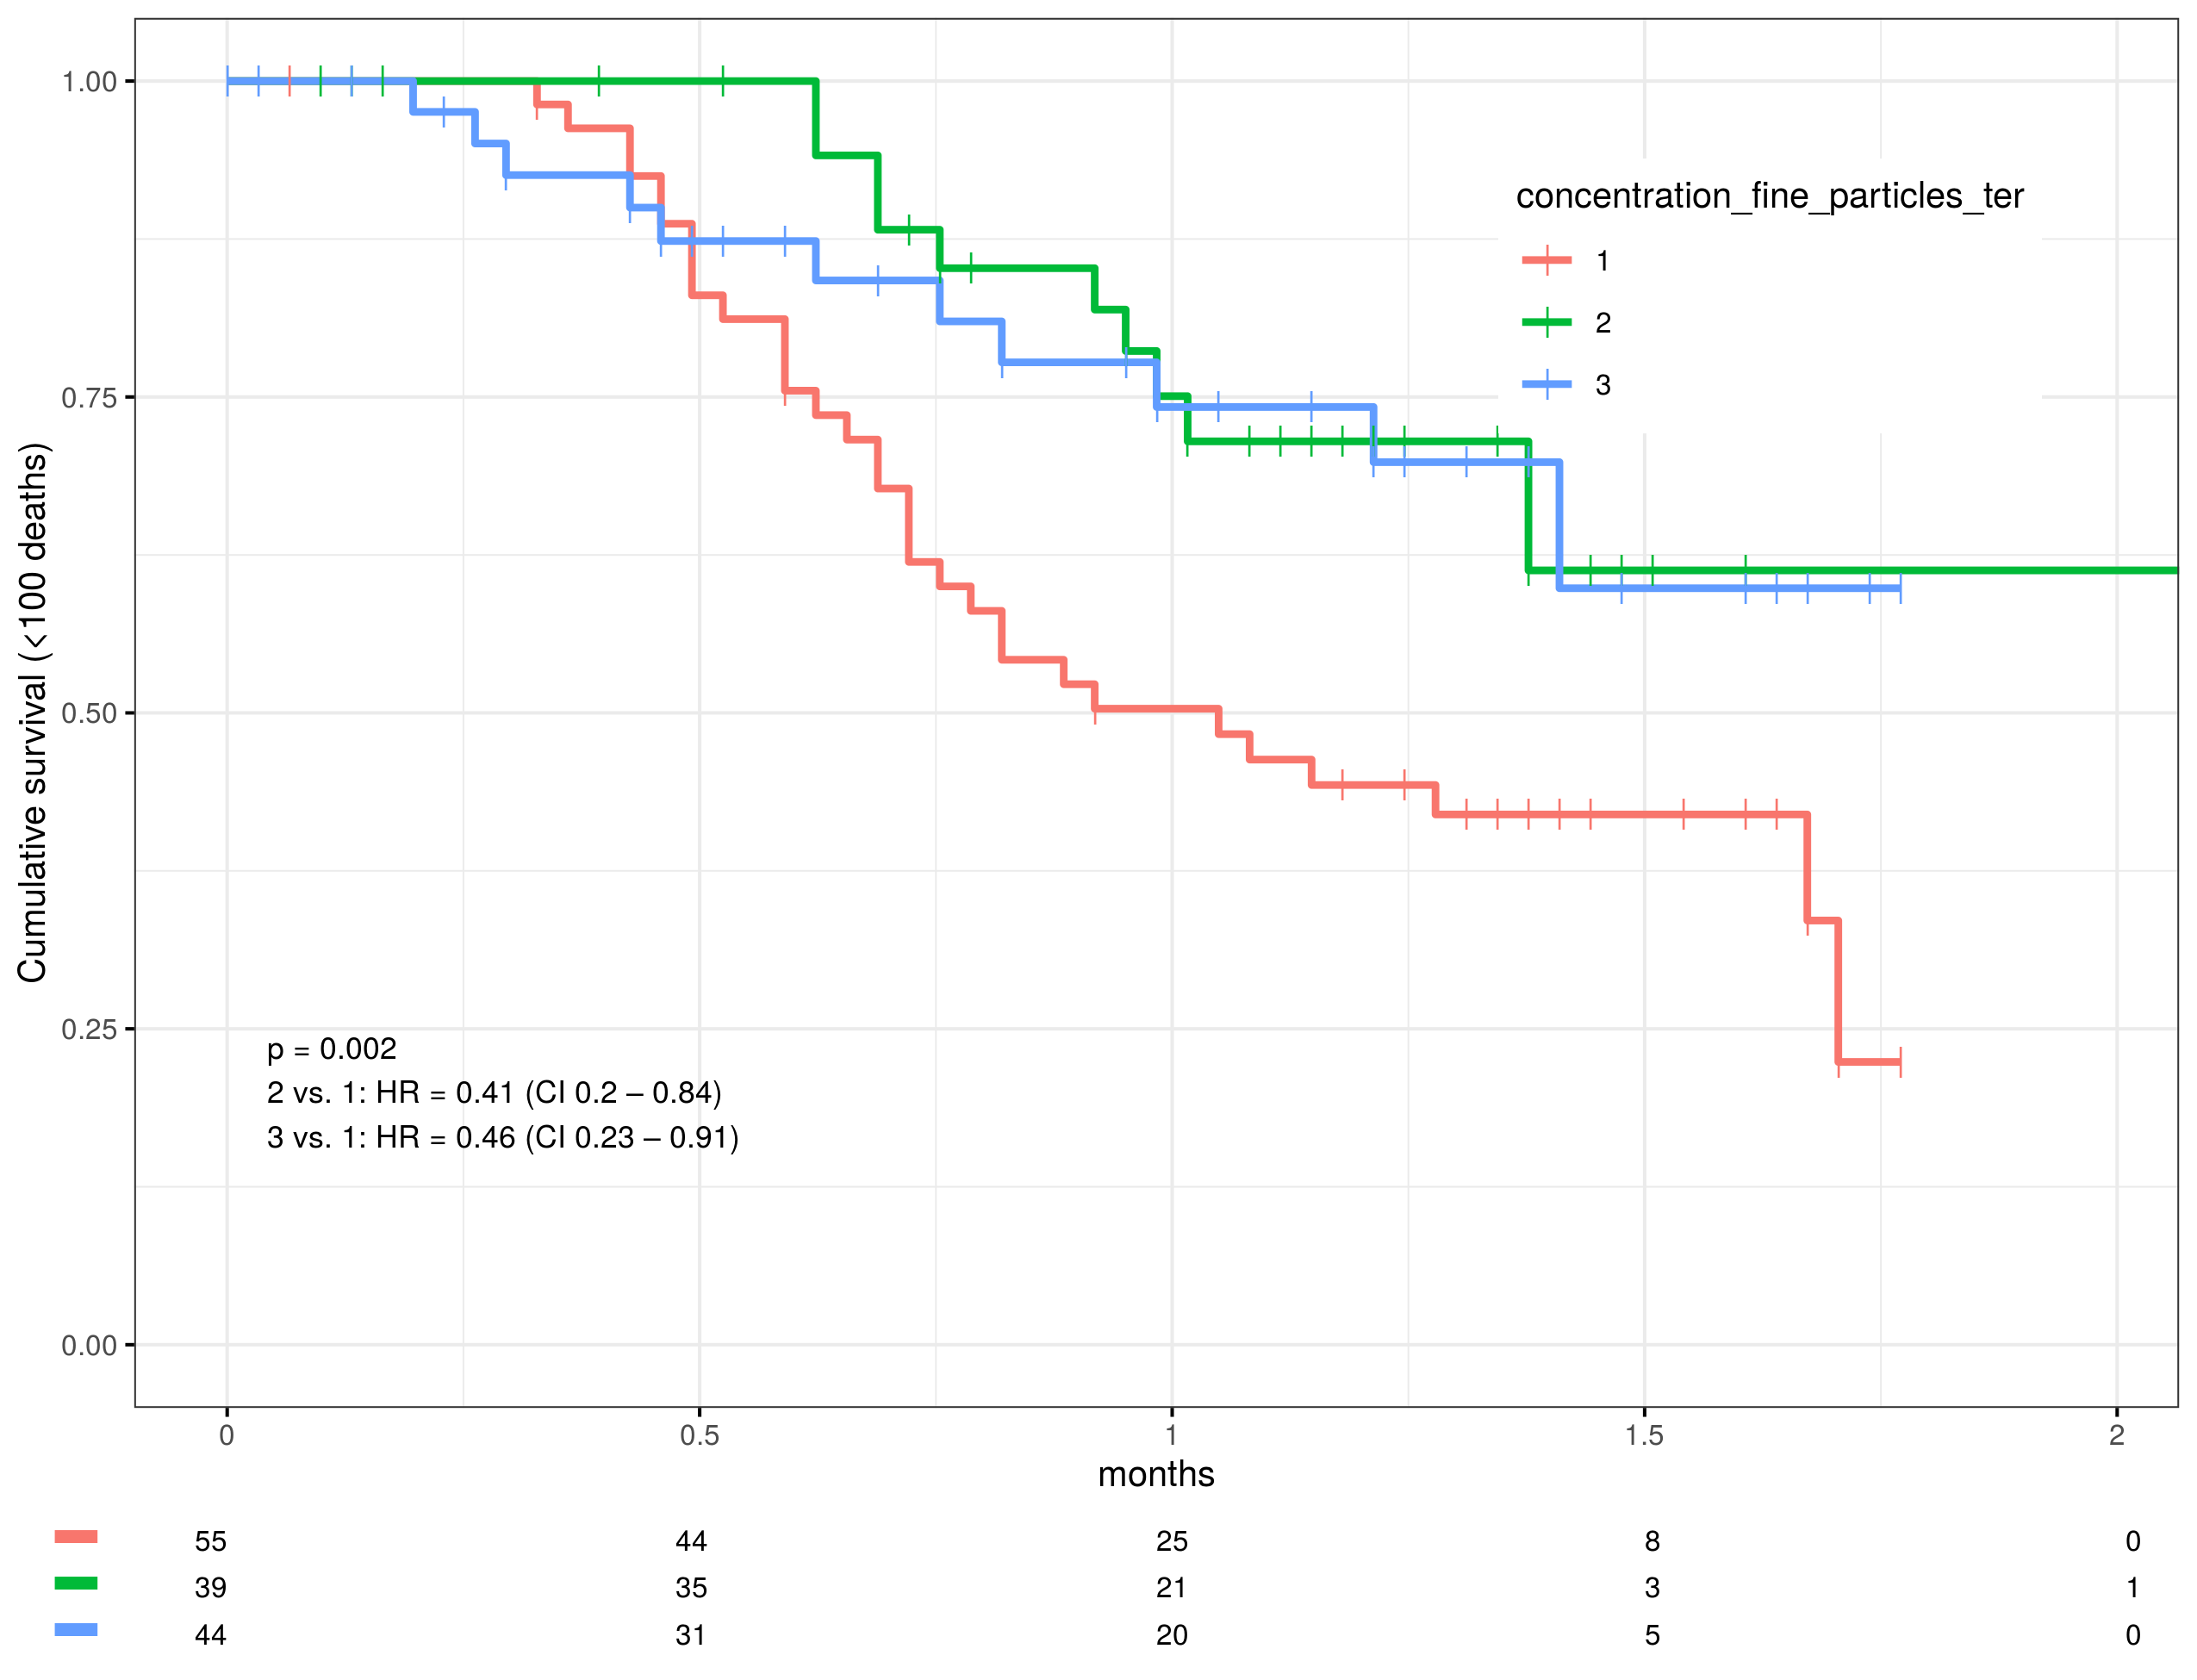 Cumulative survival (<100 deaths)
1.00
0.75
0.50
0.25
0.00
concentration_fine_particles_ter
1
2
3
p = 0.002
2 vs. 1: HR = 0.41 (CI 0.2 – 0.84)
3 vs. 1: HR = 0.46 (CI 0.23 – 0.91)
0 0.5 1 1.5 2
months
55 44 25 8 0
39 35 21 3 1
44 31 20 5 0